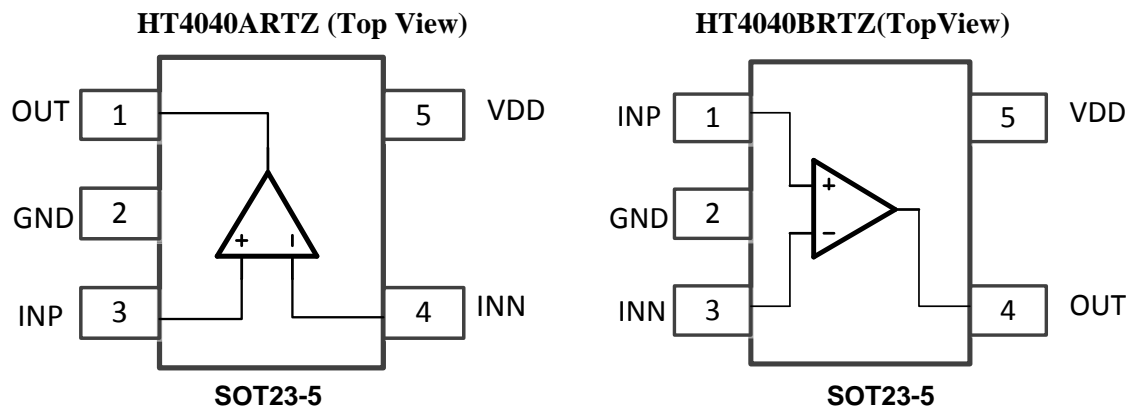 HT4040ARTZ (Top View)
OUT 1
5 VDD
GND 2
+ −
INP 3
4 INN
SOT23-5
HT4040BRTZ(TopView)
INP 1
5 VDD
+
GND 2
−
INN 3
4 OUT
SOT23-5